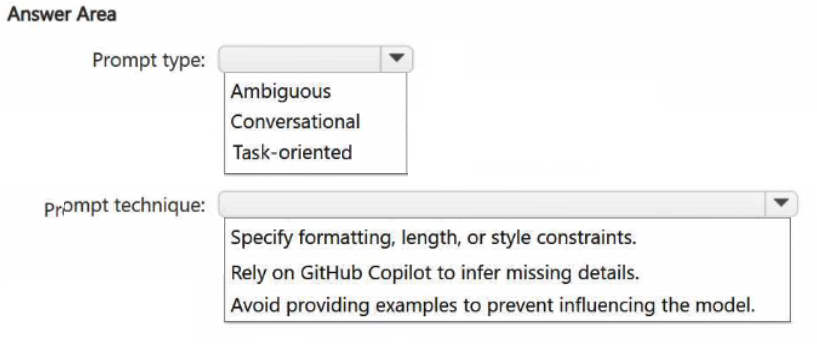 Answer Area
Prompt type:
Ambiguous
Conversational
Task-oriented
Prompt technique:
Specify formatting, length, or style constraints.
Rely on GitHub Copilot to infer missing details.
Avoid providing examples to prevent influencing the model.